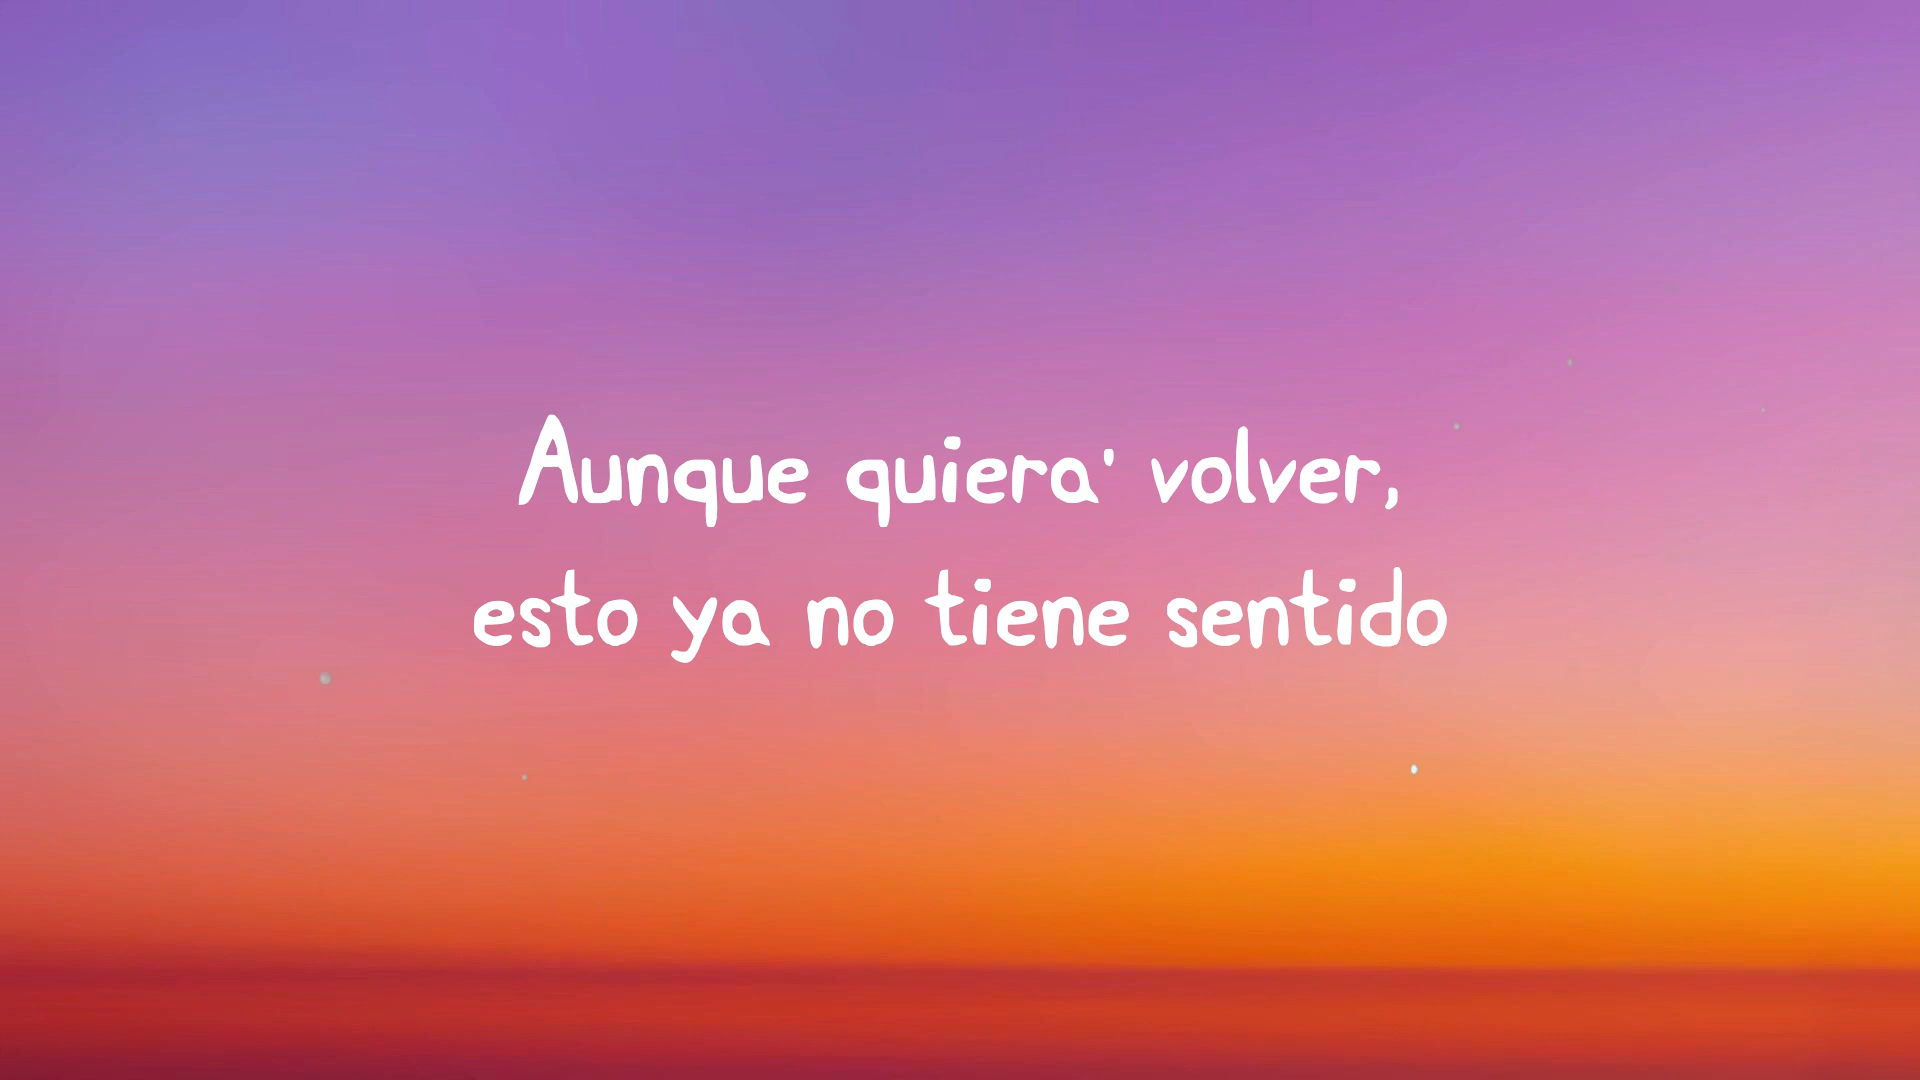 Aunque quiera' volver,
esto ya no tiene sentido